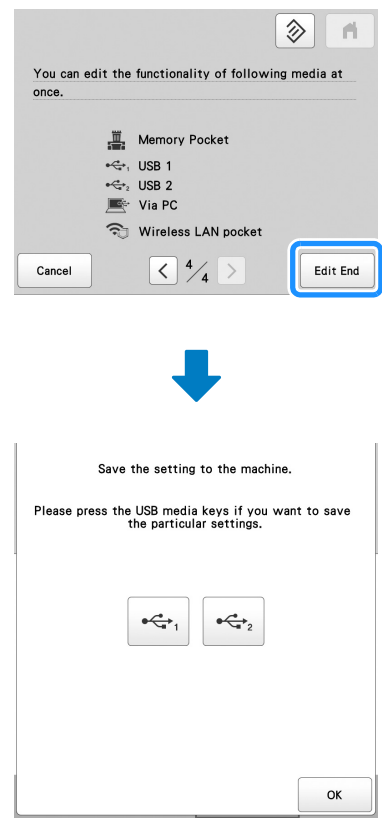 You can edit the functionality of following media at
once.
Memory Pocket
1 USB 1
2 USB 2
Via PC
Wireless LAN pocket
Cancel
< 4/4 >
Edit End
Save the setting to the machine.
Please press the USB media keys if you want to save
the particular settings.
1 2
OK